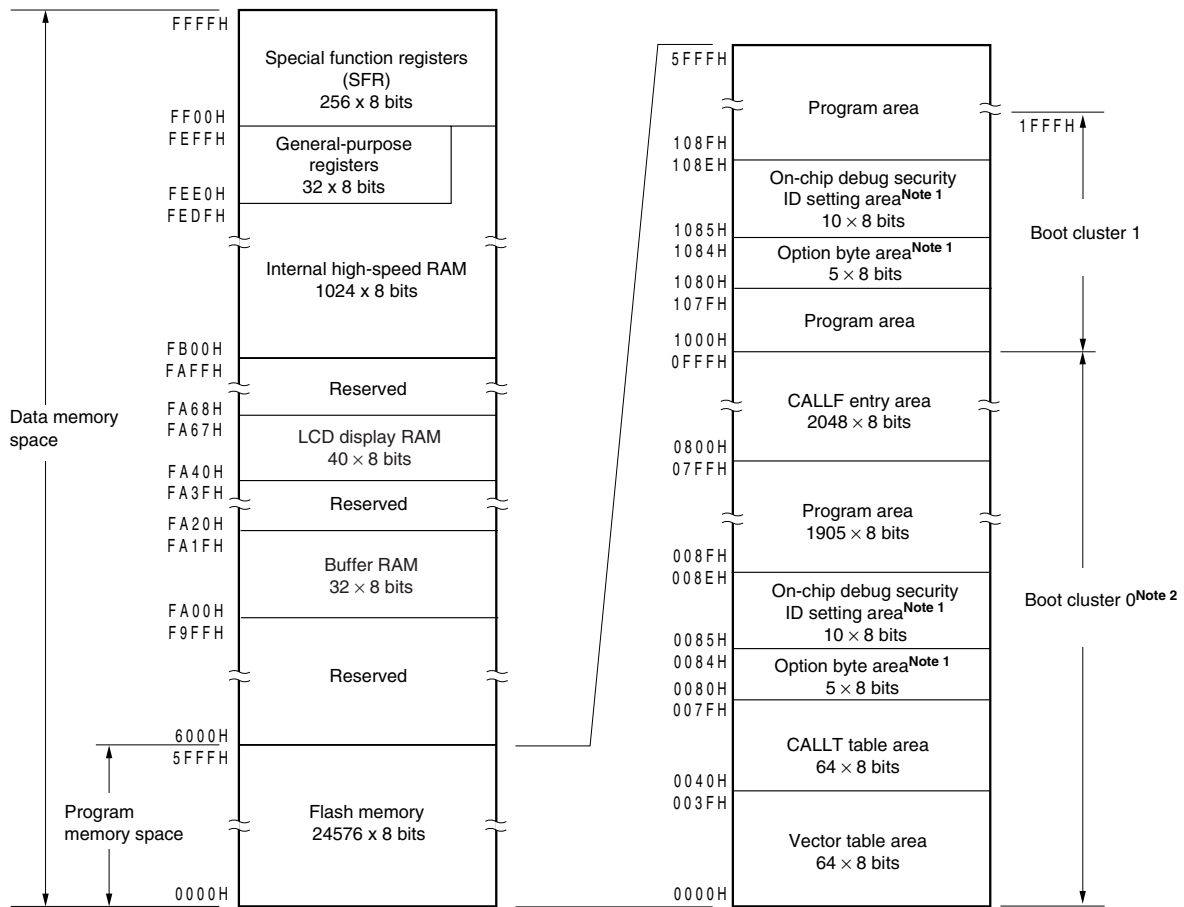 FFFFH
Special function registers
(SFR)
256 x 8 bits
FF00H
FEFFH
General-purpose
registers
32 x 8 bits
FEE0H
FEDFH
Internal high-speed RAM
1024 x 8 bits
FB00H
FAFFH
Reserved
Data memory
space
FA68H
FA67H
LCD display RAM
40 × 8 bits
FA40H
FA3FH
Reserved
FA20H
FA1FH
Buffer RAM
32 × 8 bits
FA00H
F9FFH
Reserved
6000H
5FFFH
Program
memory space
Flash memory
24576 x 8 bits
0000H
5FFFH
Program area
1FFFH
108FH
108EH
On-chip debug security
ID setting area Note 1
10 × 8 bits
1085H
1084H
Boot cluster 1
Option byte area Note 1
5 × 8 bits
1080H
107FH
Program area
1000H
0FFFH
CALLF entry area
2048 × 8 bits
0800H
07FFH
Program area
1905 × 8 bits
008FH
008EH
On-chip debug security
ID setting area Note 1
10 × 8 bits
Boot cluster 0 Note 2
0085H
0084H
Option byte area Note 1
5 × 8 bits
0080H
007FH
CALLT table area
64 × 8 bits
0040H
003FH
Vector table area
64 × 8 bits
0000H